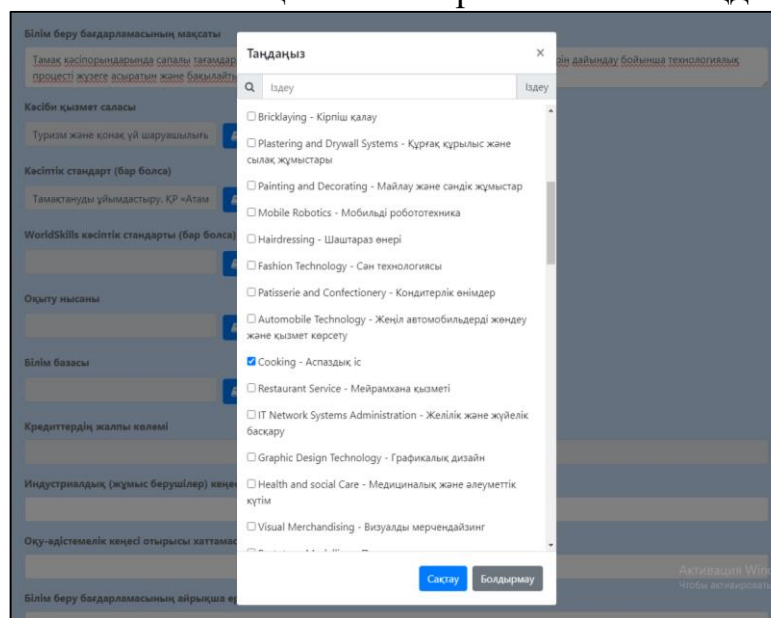 Білім беру бағдарламасының мақсаты
Тамақ кәсіпорындарында сапалы тағамдар
ін дайындау бойынша технологиялық
процесті жүзеге асыратын және бақылайты
Кәсіби қызмет саласы
Туризм және қонақ үй шаруашылығы
Кәсіптік стандарт (бар болса)
Тамақтануды ұйымдастыру. ҚР «Атам
WorldSkills кәсіптік стандарты (бар болса)
Оқыту нысаны
Білім базасы
Кредиттердің жалпы көлемі
Индустриалдық (жұмыс берушілер) кеңе
Оқу-әдістемелік кеңесі отырысы хаттамас
Білім беру бағдарламасының айрықша ер
Таңдаңыз
×
Іздеу
Іздеу
Bricklaying - Кірпіш қалау
Plastering and Drywall Systems - Құрғақ құрылыс және
сылақ жұмыстары
Painting and Decorating - Майлау және сәндік жұмыстар
Mobile Robotics - Мобильді робототехника
Hairdressing - Шаштараз өнері
Fashion Technology - Сән технологиясы
Patisserie and Confectionery - Кондитерлік өнімдер
Automobile Technology - Жеңіл автомобильдерді жөндеу
және қызмет көрсету
Cooking - Аспаздық іс
Restaurant Service - Мейрамхана қызметі
IT Network Systems Administration - Желілік және жүйелік
басқару
Graphic Design Technology - Графикалық дизайн
Health and social Care - Медициналық және әлеуметтік
күтім
Visual Merchandising - Визуалды мерчендайзинг
Сақтау
Болдырмау
Активация Win
Чтобы активировать